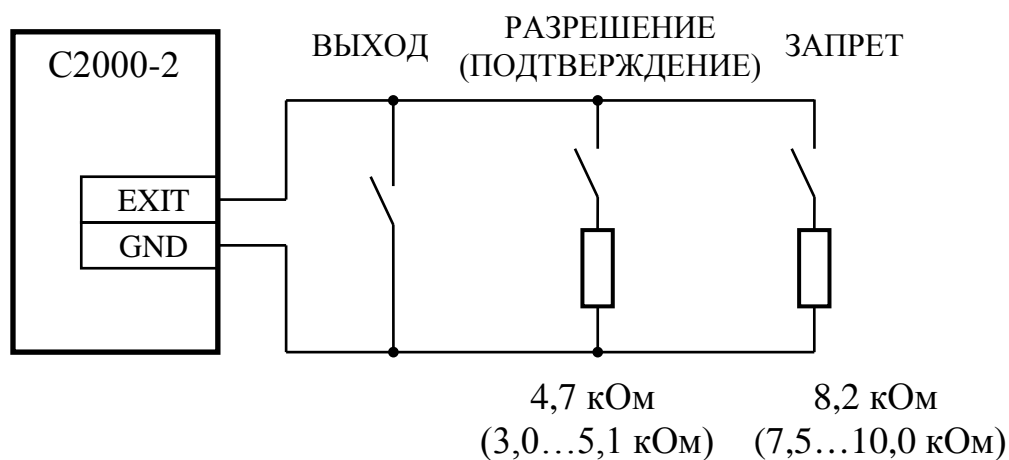 С2000-2
ВЫХОД
РАЗРЕШЕНИЕ
(ПОДТВЕРЖДЕНИЕ)
ЗАПРЕТ
EXIT
GND
4,7 кОм
(3,0…5,1 кОм)
8,2 кОм
(7,5…10,0 кОм)